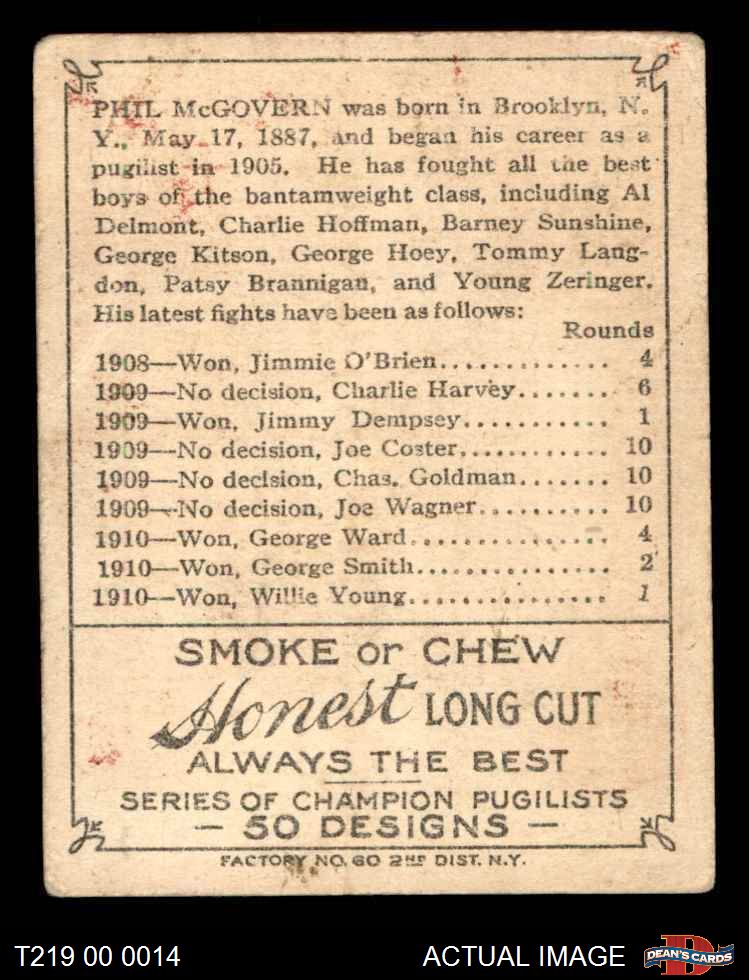 PHIL McGOVERN was born in Brooklyn, N.
Y., May 17, 1887, and began his career as a
pugilist in 1905. He has fought all the best
boys of the bantamweight class, including Al
Delmont, Charlie Hoffman, Barney Sunshine,
George Kitson, George Hoey, Tommy Lang-
don, Patsy Brannigan, and Young Zeringer.
His latest fights have been as follows:
Rounds
1908—Won, Jimmie O'Brien............. 4
1909—No decision, Charlie Harvey....... 6
1909—Won, Jimmy Dempsey........... 1
1909—No decision, Joe Coster........... 10
1909—No decision, Chas. Goldman....... 10
1909—No decision, Joe Wagner.......... 10
1910—Won, George Ward............... 4
1910—Won, George Smith............... 2
1910—Won, Willie Young............... 1
SMOKE or CHEW
Honest LONG CUT
ALWAYS THE BEST
SERIES OF CHAMPION PUGILISTS
— 50 DESIGNS —
FACTORY NO. 60 2ND DIST. N.Y.
T219 00 0014 ACTUAL IMAGE D DEAN'S CARDS